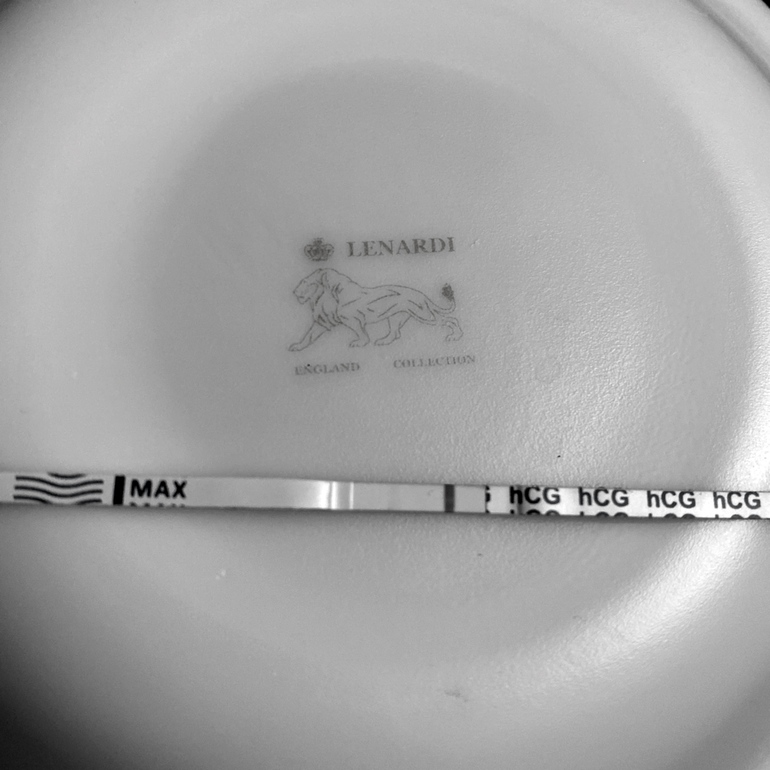 LENARDI
ENGLAND COLLECTION
MAX
hCG hCG hCG hCG